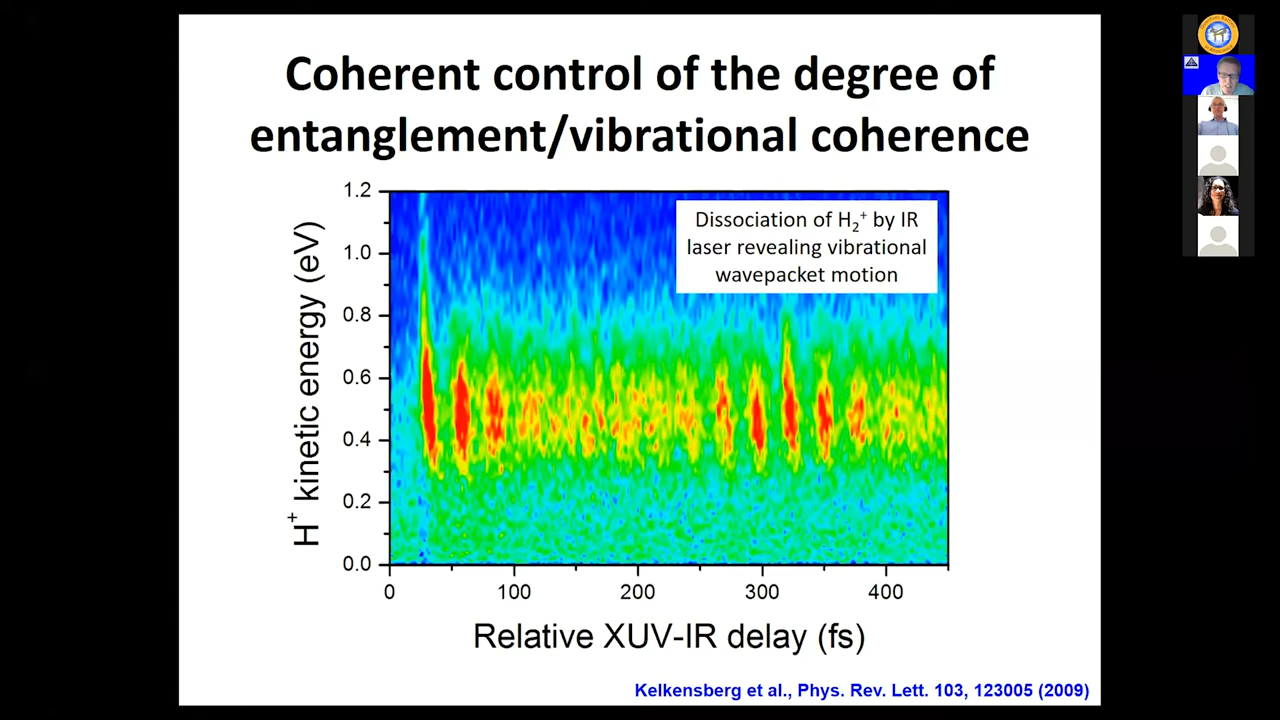 Coherent control of the degree of
entanglement/vibrational coherence
Dissociation of H₂⁺ by IR
laser revealing vibrational
wavepacket motion
H⁺ kinetic energy (eV)
1.2
1.0
0.8
0.6
0.4
0.2
0.0
0
100
200
300
400
Relative XUV-IR delay (fs)
Kelkensberg et al., Phys. Rev. Lett. 103, 123005 (2009)